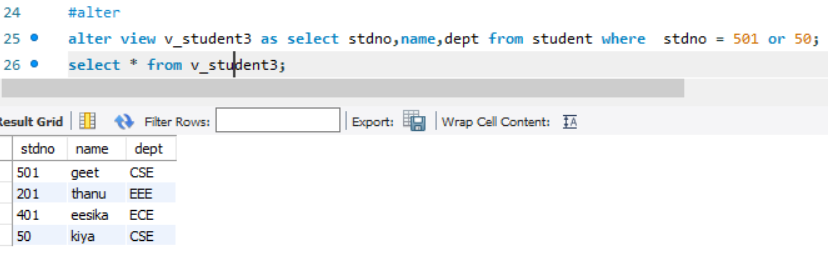 24 #alter
25 alter view v_student3 as select stdno,name,dept from student where  stdno = 501 or 50;
26 select * from v_student3;
Result Grid Filter Rows: Export: Wrap Cell Content: IA
stdno name dept
501 geet CSE
201 thanu EEE
401 eesika ECE
50 kiya CSE